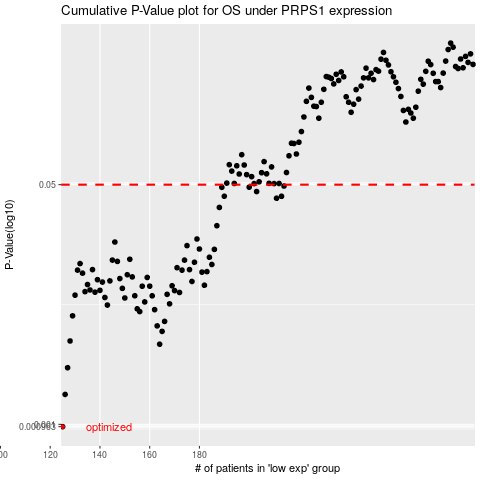 Cumulative P-Value plot for OS under PRPS1 expression
P-Value(log10)
0.05
optimized
00 120 140 160 180
# of patients in 'low exp' group